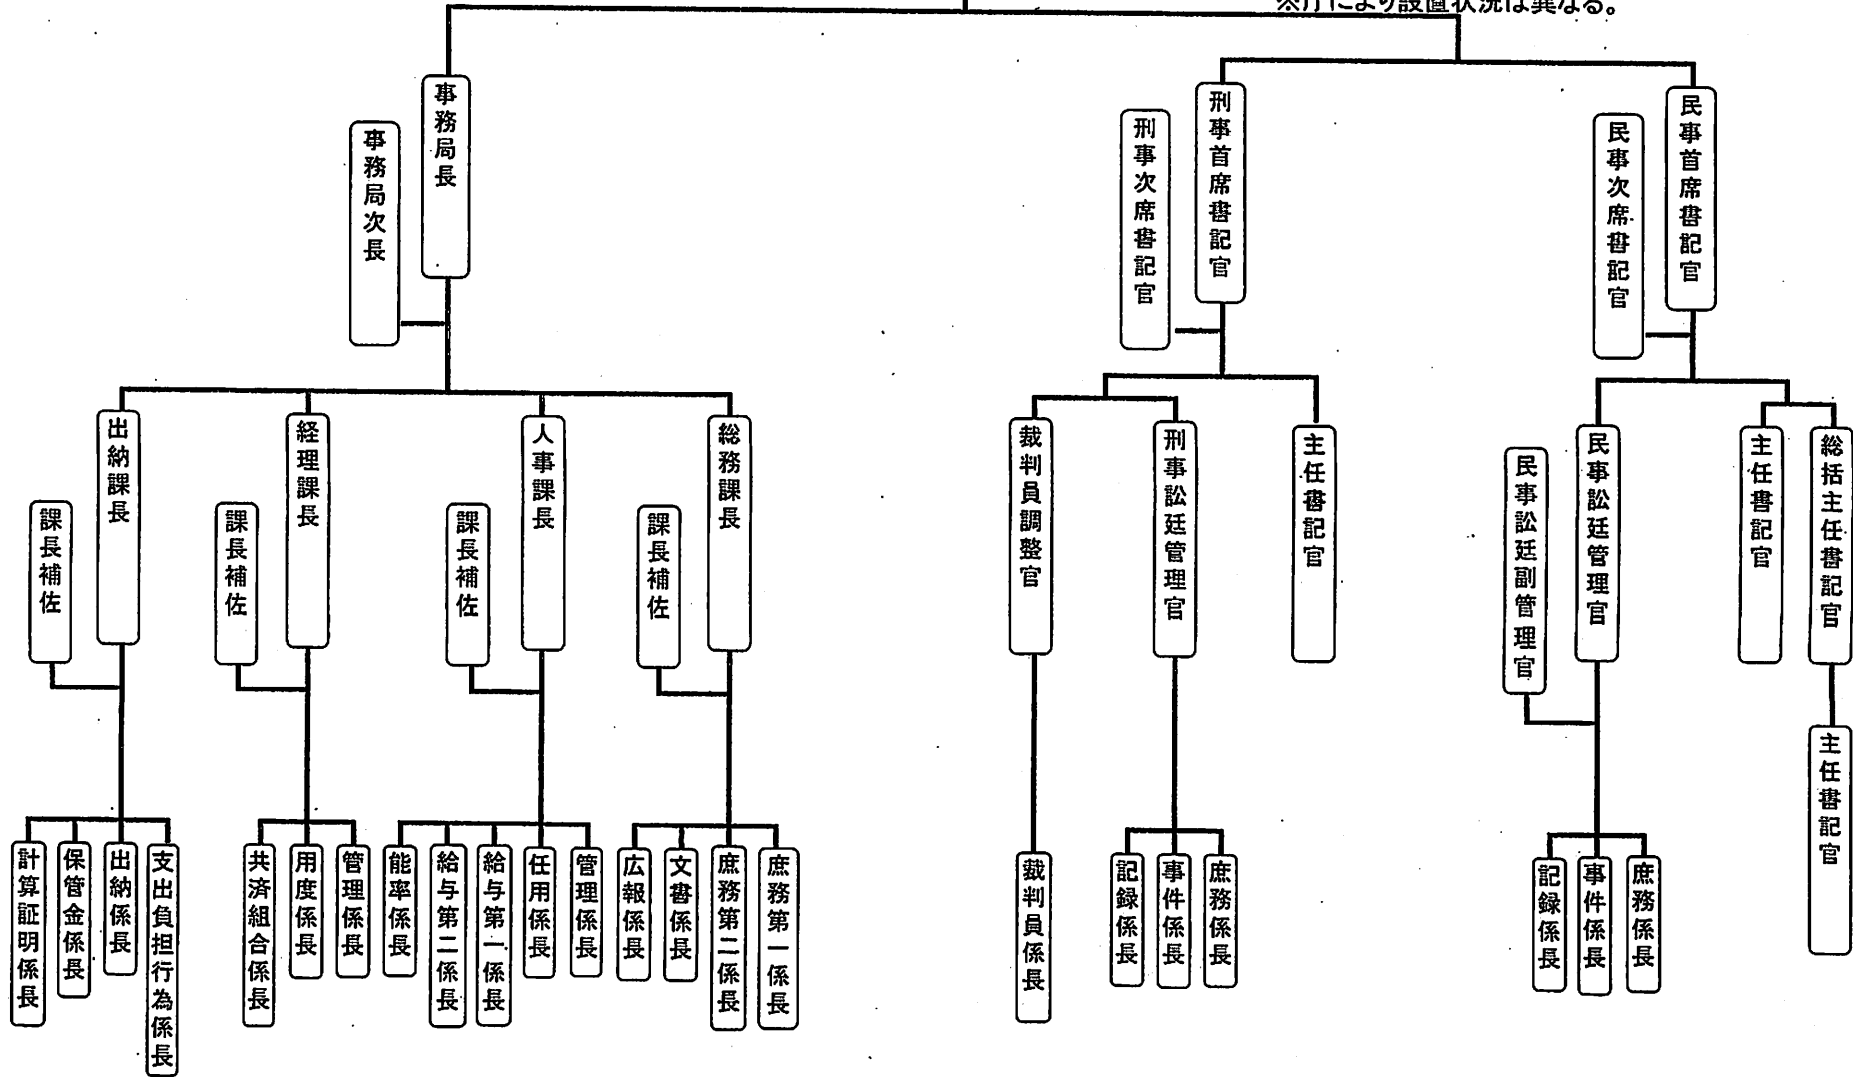 ※庁により設置状況は異なる。
民事首席書記官
民事次席書記官
刑事首席書記官
刑事次席書記官
事務局長
事務局次長
総括主任書記官
主任書記官
主任書記官
民事訟廷管理官
民事訟廷副管理官
庶務係長
事件係長
記録係長
主任書記官
刑事訟廷管理官
裁判員調整官
庶務係長
事件係長
記録係長
裁判員係長
総務課長
課長補佐
庶務第一係長
庶務第二係長
文書係長
広報係長
人事課長
課長補佐
管理係長
任用係長
給与第一係長
給与第二係長
能率係長
経理課長
課長補佐
管理係長
用度係長
共済組合係長
出納課長
課長補佐
支出負担行為係長
出納係長
保管金係長
計算証明係長